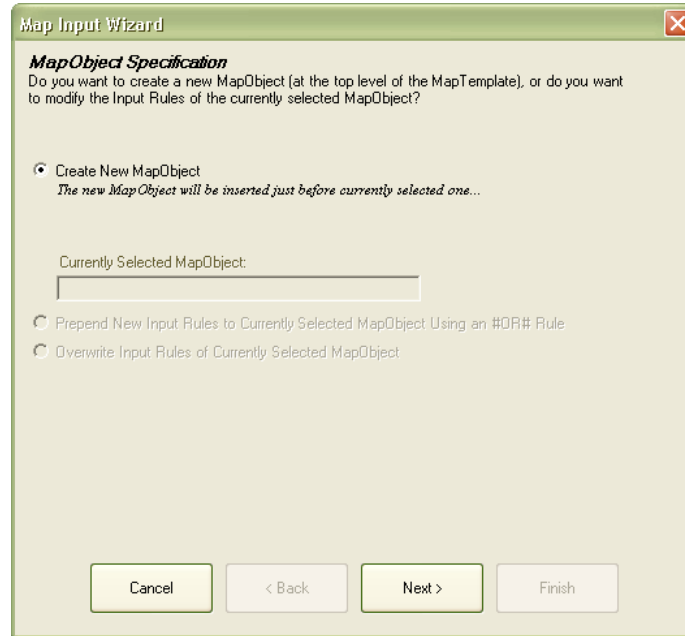 Map Input Wizard
MapObject Specification
Do you want to create a new MapObject (at the top level of the MapTemplate), or do you want
to modify the Input Rules of the currently selected MapObject?
Create New MapObject
The new MapObject will be inserted just before currently selected one...
Currently Selected MapObject:
Prepend New Input Rules to Currently Selected MapObject Using an #OR# Rule
Overwrite Input Rules of Currently Selected MapObject
Cancel < Back Next > Finish